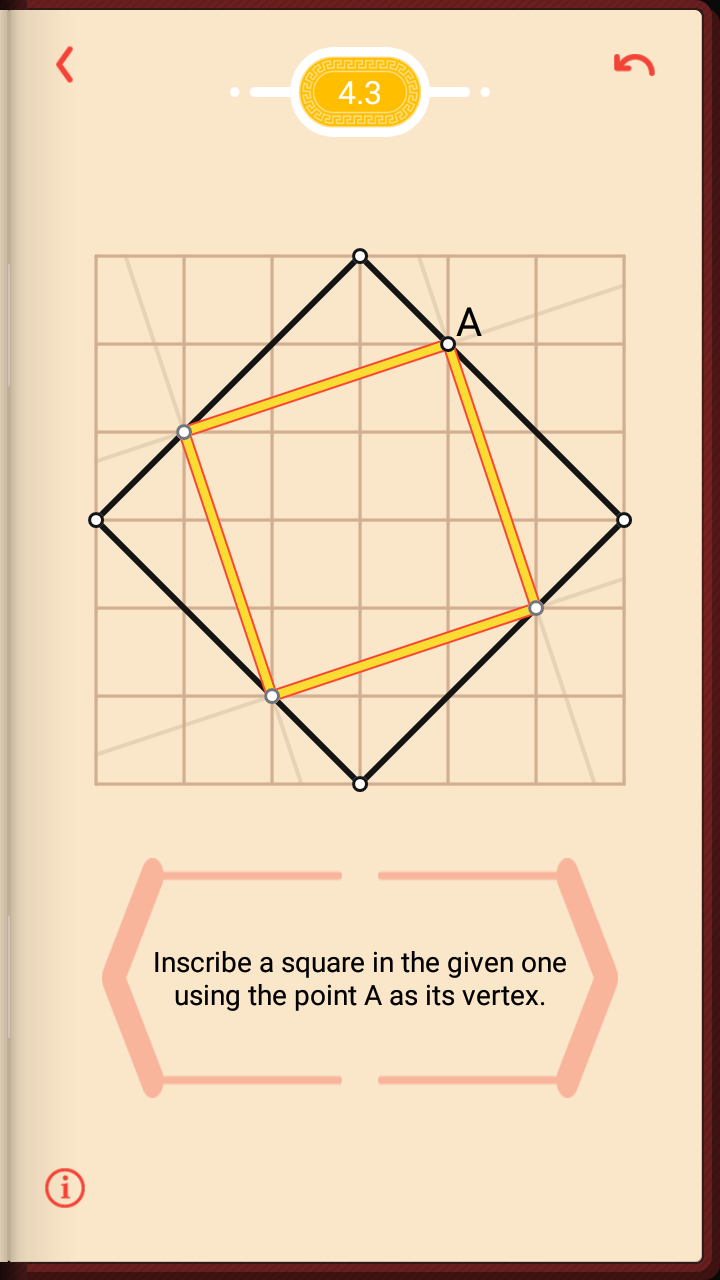 4.3
A
Inscribe a square in the given one
using the point A as its vertex.
i